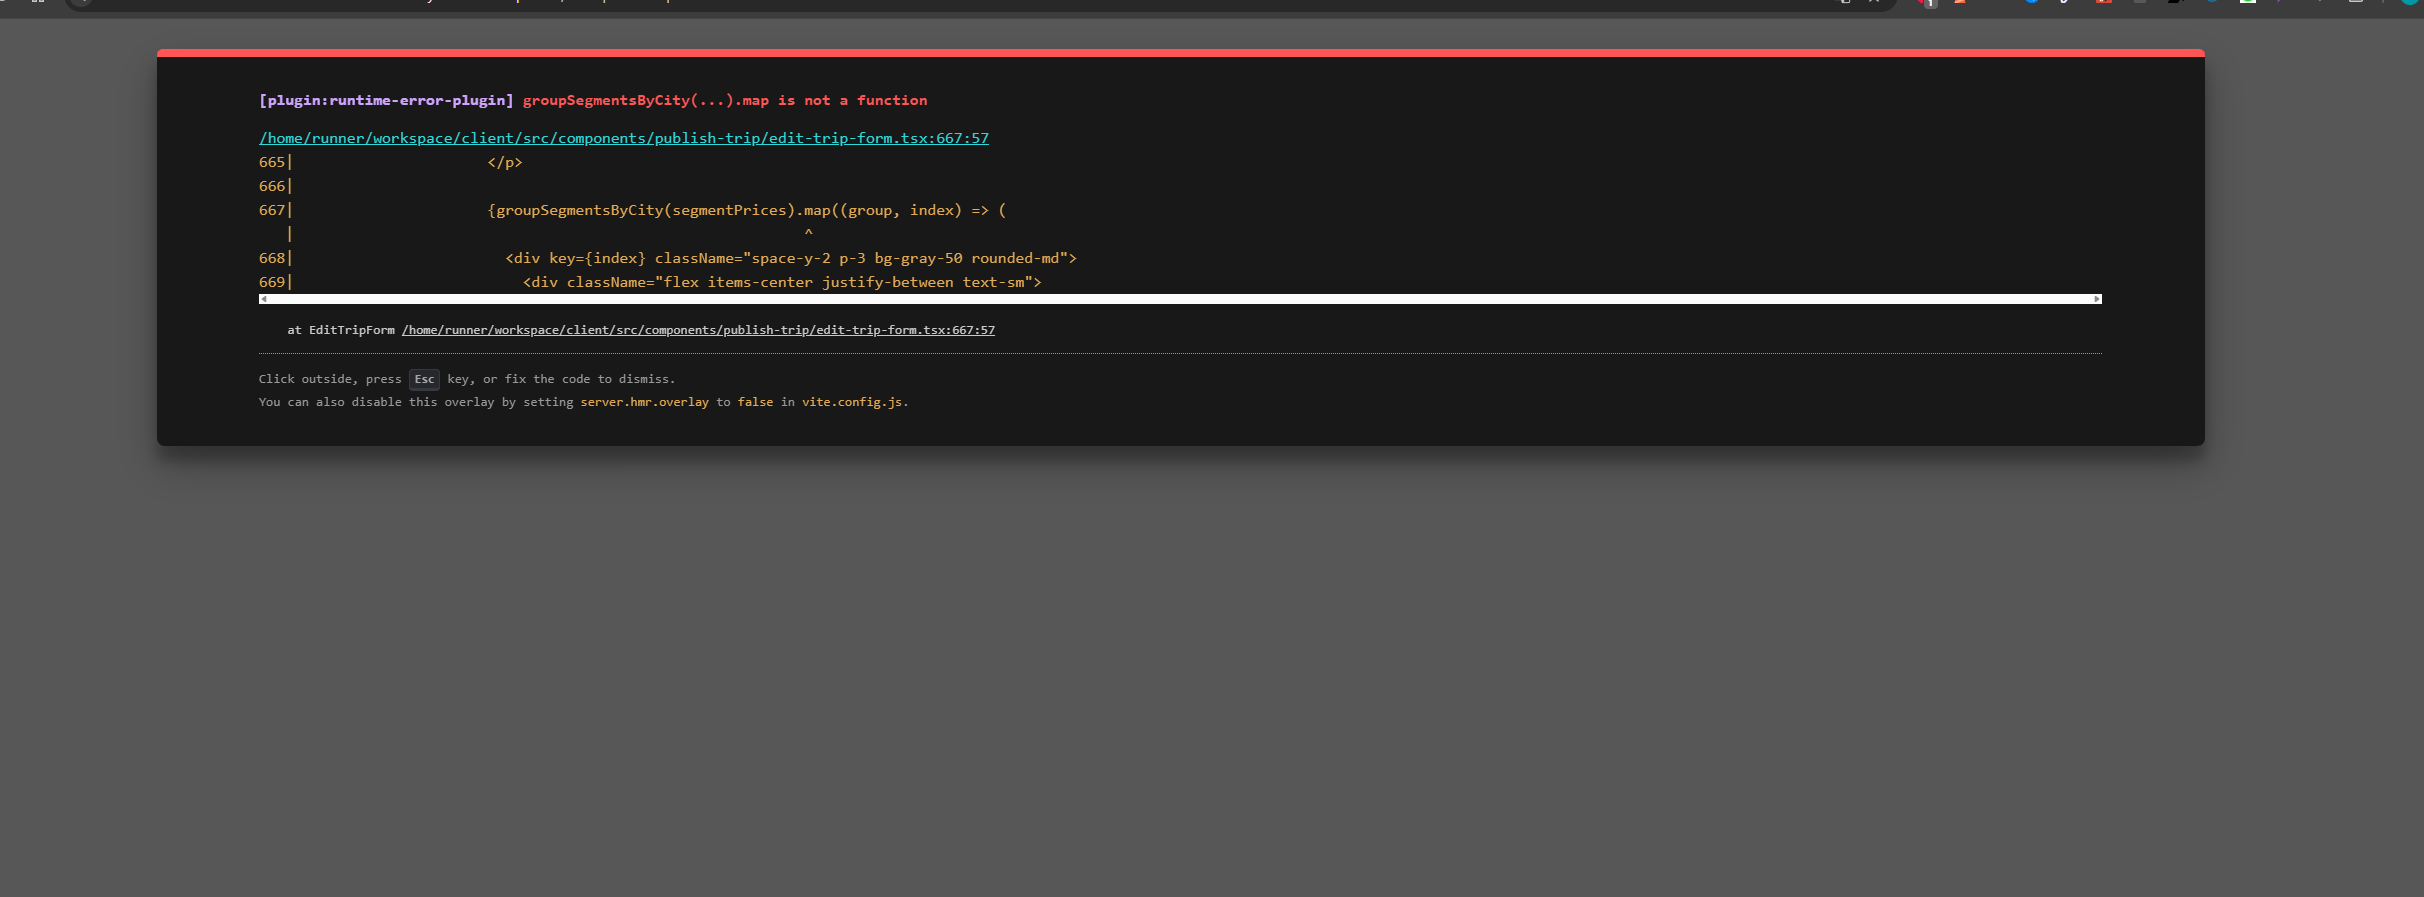 [plugin:runtime-error-plugin] groupSegmentsByCity(...).map is not a function
/home/runner/workspace/client/src/components/publish-trip/edit-trip-form.tsx:667:57
665|                      </p>
666|
667|                      {groupSegmentsByCity(segmentPrices).map((group, index) => (
   |                                                          ^
668|                        <div key={index} className="space-y-2 p-3 bg-gray-50 rounded-md">
669|                          <div className="flex items-center justify-between text-sm">
at EditTripForm /home/runner/workspace/client/src/components/publish-trip/edit-trip-form.tsx:667:57
Click outside, press Esc key, or fix the code to dismiss.
You can also disable this overlay by setting server.hmr.overlay to false in vite.config.js.